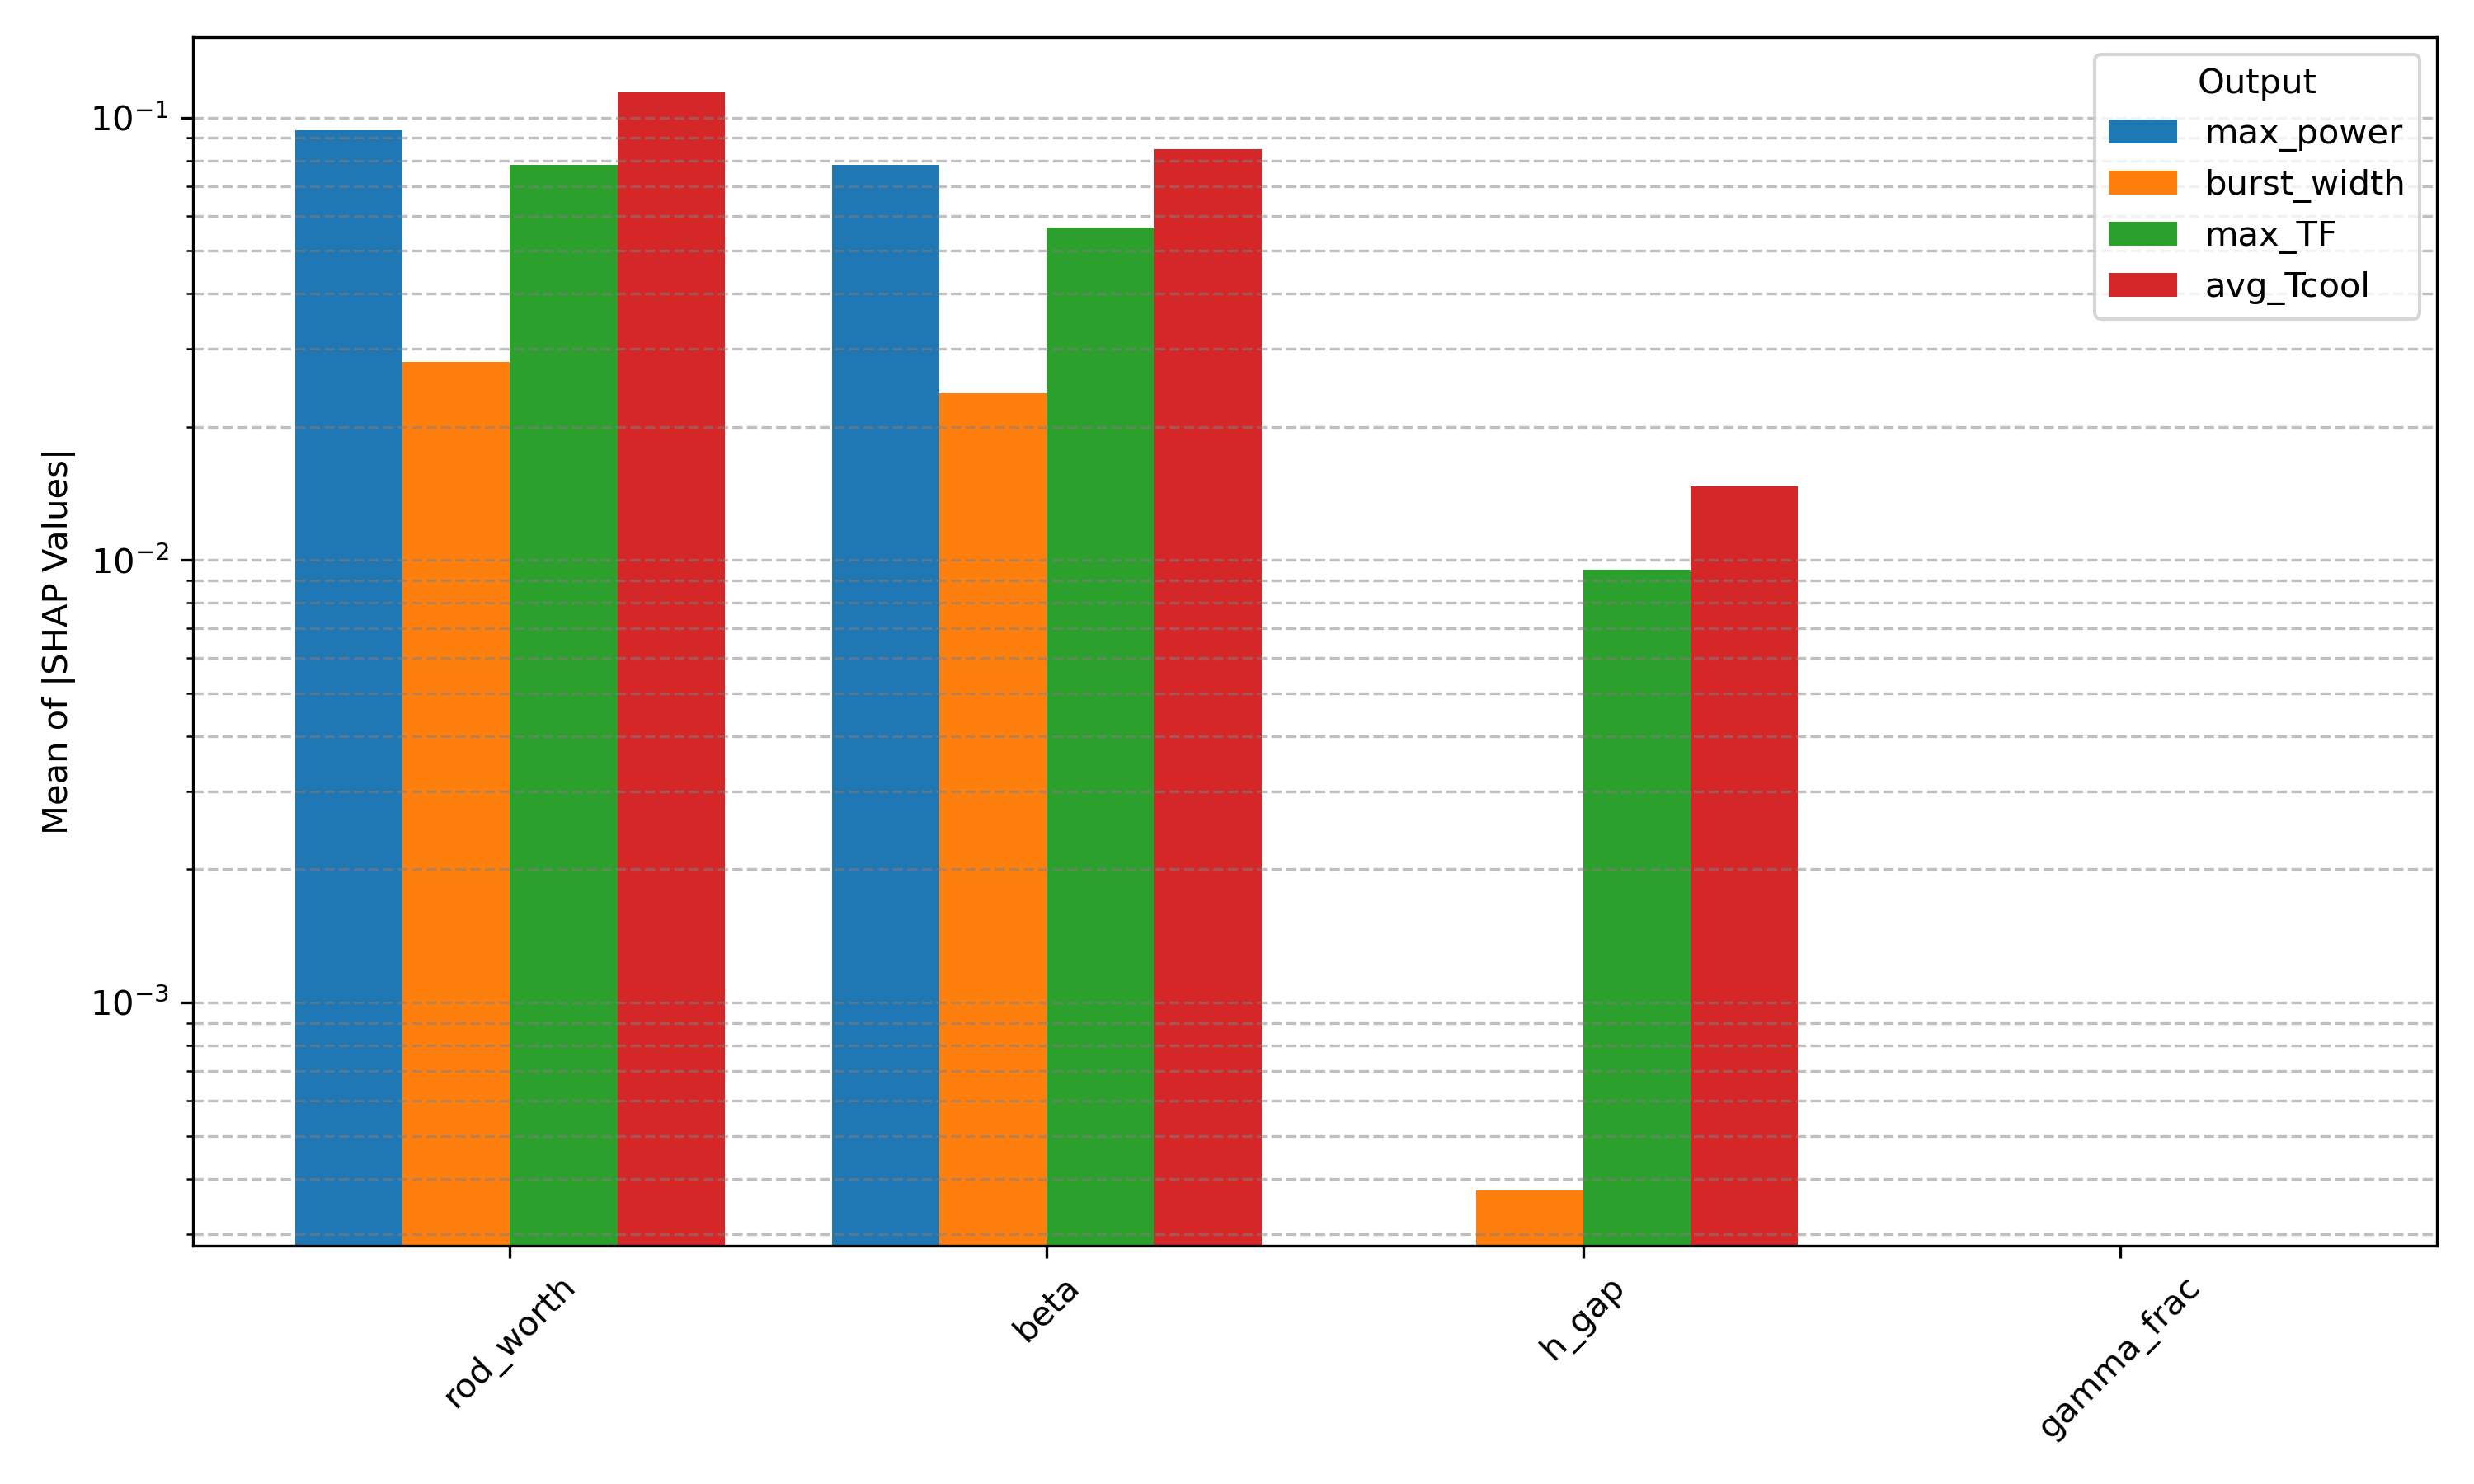 Output
max_power
burst_width
max_TF
avg_Tcool
Mean of |SHAP Values|
10⁻¹
10⁻²
10⁻³
rod_worth
beta
h_gap
gamma_frac